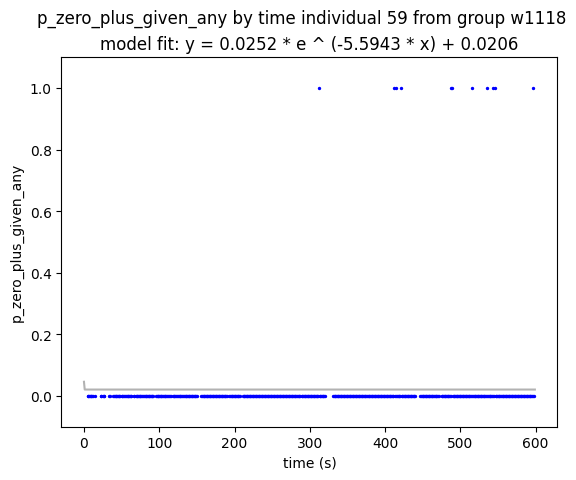 p_zero_plus_given_any by time individual 59 from group w1118
model fit: y = 0.0252 * e ^ (-5.5943 * x) + 0.0206
1.0
0.8
0.6
0.4
0.2
0.0
p_zero_plus_given_any
0 100 200 300 400 500 600
time (s)